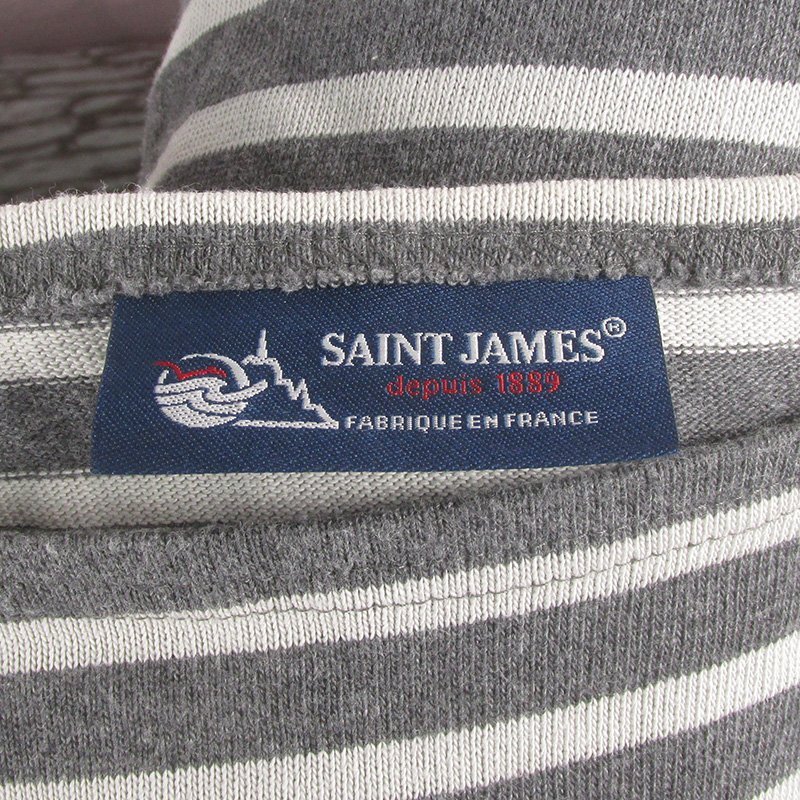 SAINT JAMES®
depuis 1889
FABRIQUE EN FRANCE